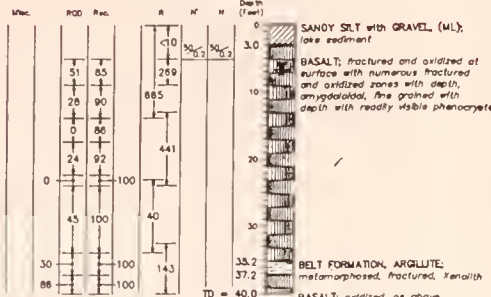 Misc. RQD Rec. R N' N Depth (Feet)
0 SANDY SILT with GRAVEL, (ML);
lake sediment
<10 50/0.2 50/0.2 3.0
BASALT; fractured and oxidized at
51 85 269 surface with numerous fractured
and oxidized zones with depth,
28 90 885 10 amygdaloidal, fine grained with
depth with readily visible phenocrysts
0 86
441
24 92 20
0 100
45 100 40
30
30 100 143 35.2 BELT FORMATION, ARGILLITE;
37.2 metamorphosed, fractured, Xenolith
86 100
TD = 40.0 BASALT; oxidized, as above